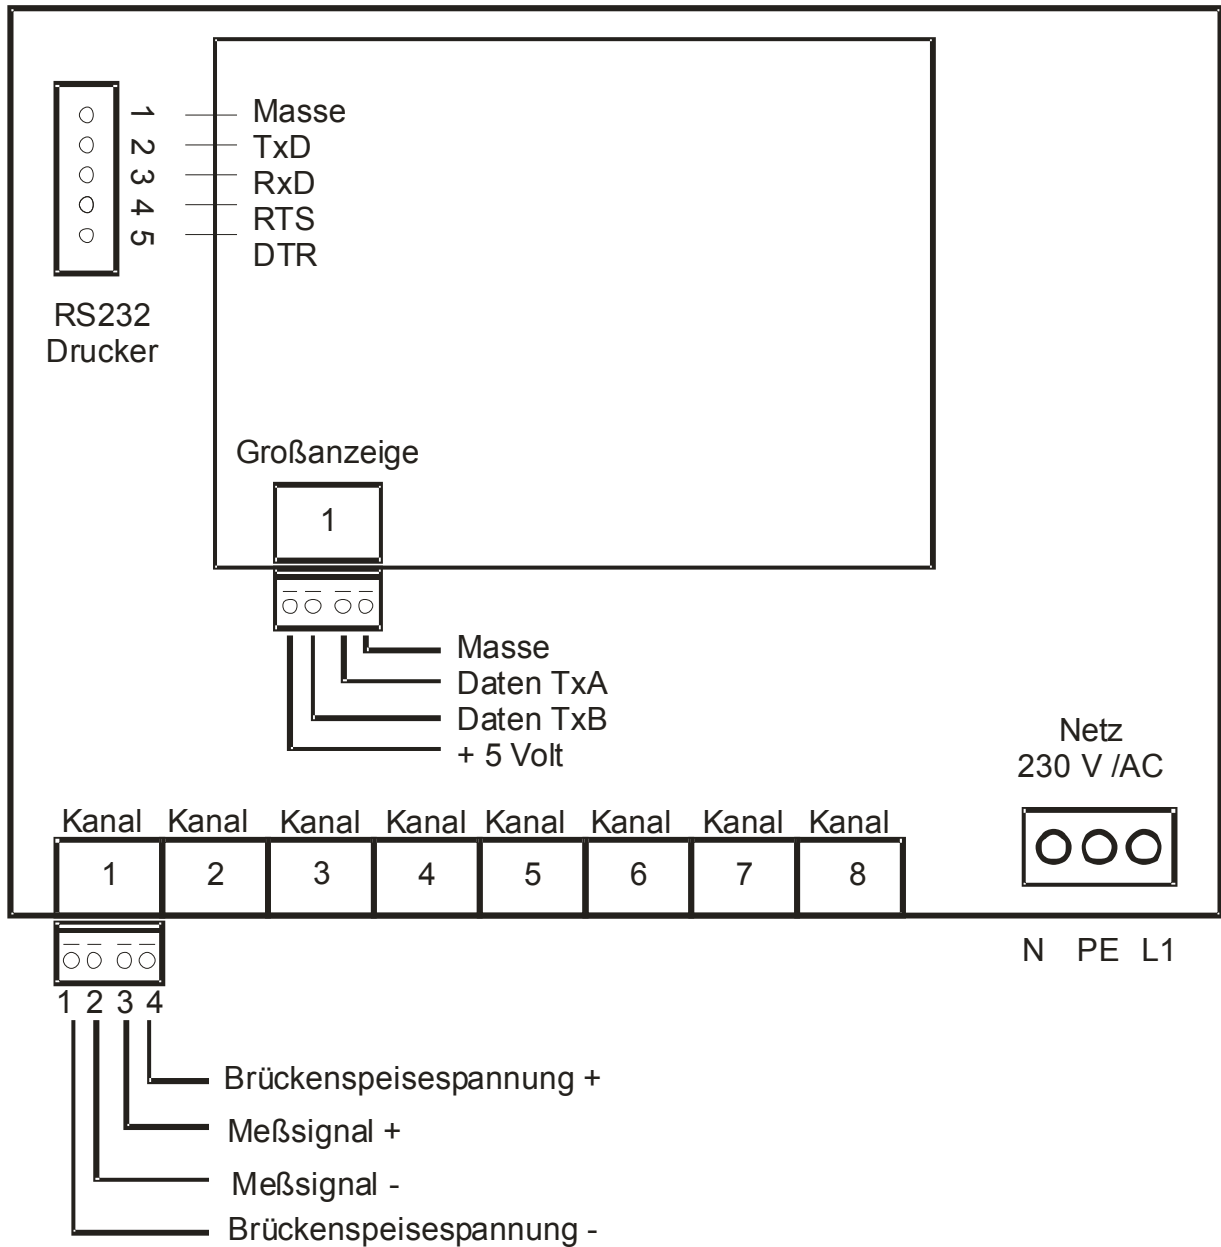 1 Masse
2 TxD
3 RxD
4 RTS
5 DTR
RS232
Drucker
Großanzeige
1
Masse
Daten TxA
Daten TxB
+ 5 Volt
Netz
230 V /AC
Kanal Kanal Kanal Kanal Kanal Kanal Kanal Kanal
1 2 3 4 5 6 7 8
N PE L1
1 2 3 4
Brückenspeisespannung +
Meßsignal +
Meßsignal -
Brückenspeisespannung -